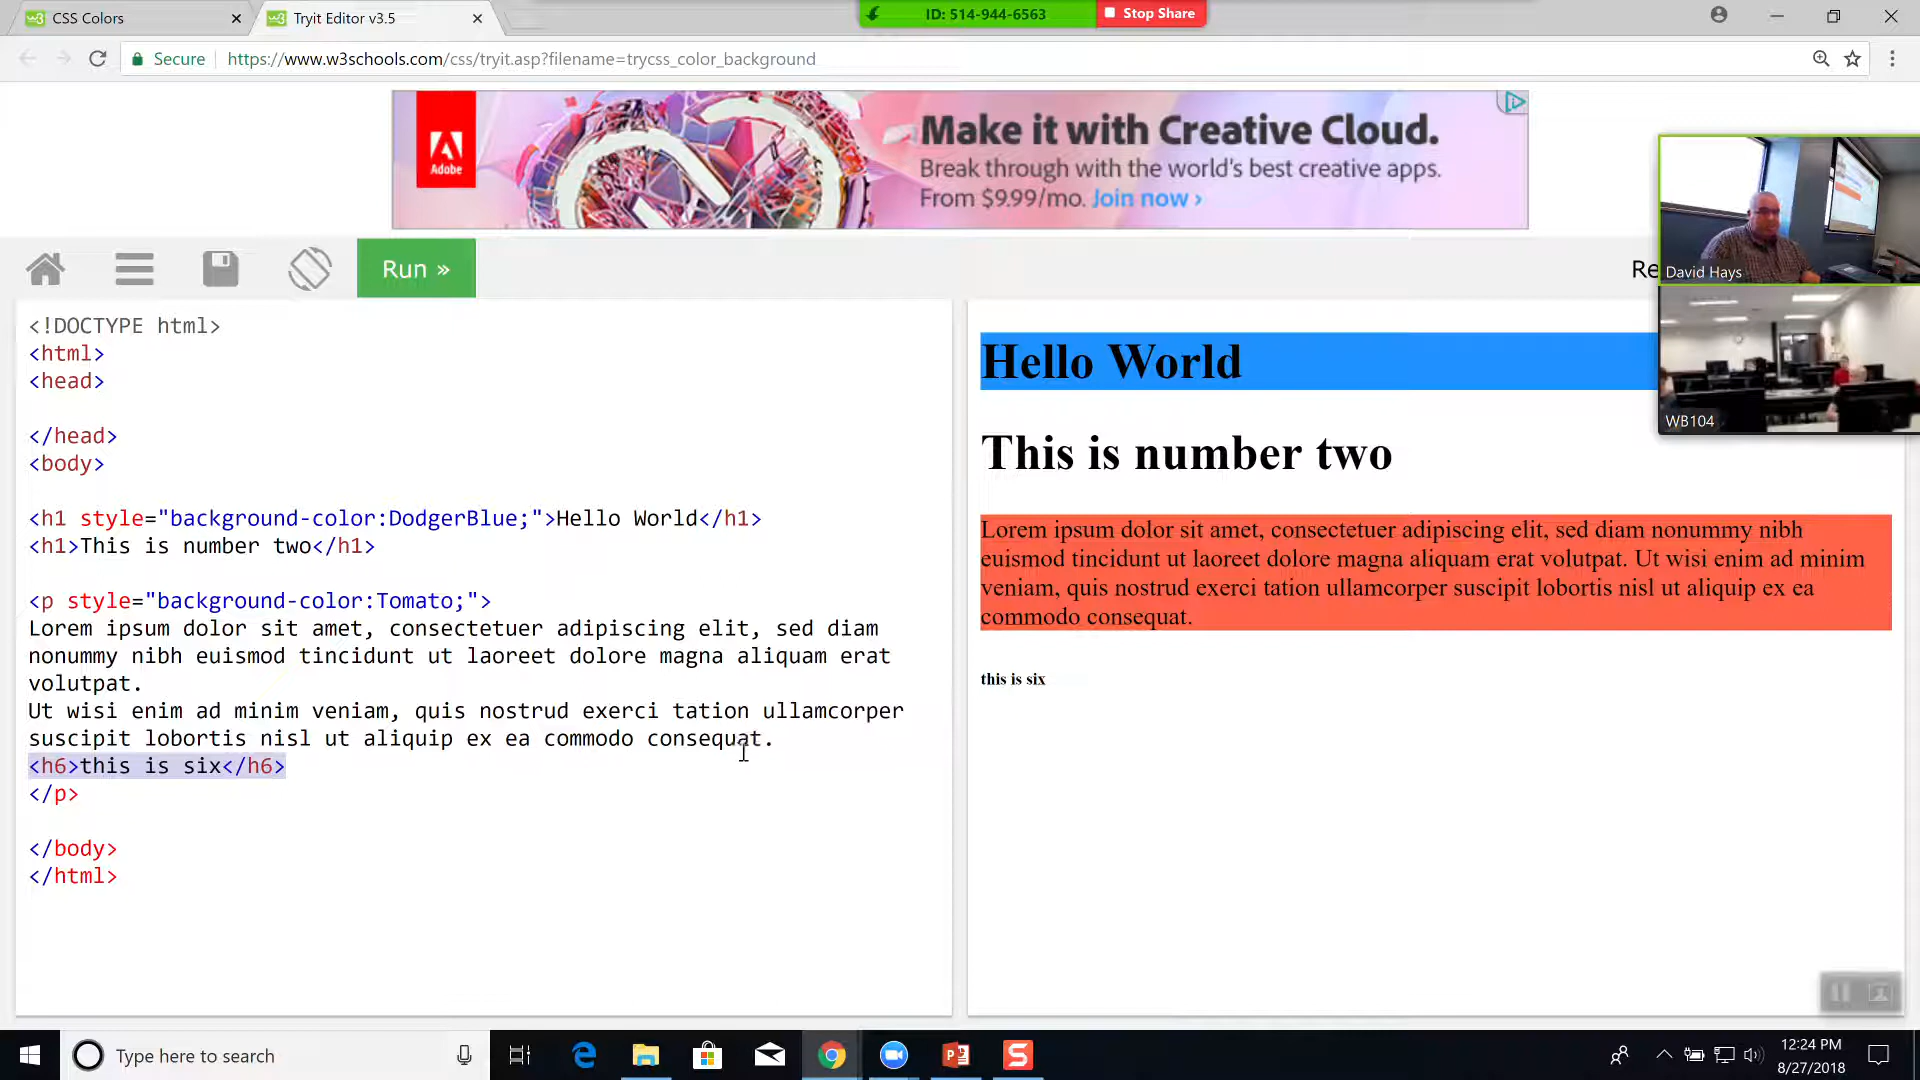 CSS Colors
Tryit Editor v3.5
ID: 514-944-6563
Stop Share
Secure
https://www.w3schools.com/css/tryit.asp?filename=trycss_color_background
Adobe
Make it with Creative Cloud.
Break through with the world's best creative apps.
From $9.99/mo. Join now ›
Run »
Re
David Hays
WB104
<!DOCTYPE html>
<html>
<head>
</head>
<body>
<h1 style="background-color:DodgerBlue;">Hello World</h1>
<h1>This is number two</h1>
<p style="background-color:Tomato;">
Lorem ipsum dolor sit amet, consectetuer adipiscing elit, sed diam
nonummy nibh euismod tincidunt ut laoreet dolore magna aliquam erat
volutpat.
Ut wisi enim ad minim veniam, quis nostrud exerci tation ullamcorper
suscipit lobortis nisl ut aliquip ex ea commodo consequat.
<h6>this is six</h6>
</p>
</body>
</html>
Hello World
This is number two
Lorem ipsum dolor sit amet, consectetuer adipiscing elit, sed diam nonummy nibh
euismod tincidunt ut laoreet dolore magna aliquam erat volutpat. Ut wisi enim ad minim
veniam, quis nostrud exerci tation ullamcorper suscipit lobortis nisl ut aliquip ex ea
commodo consequat.
this is six
Type here to search
12:24 PM
8/27/2018